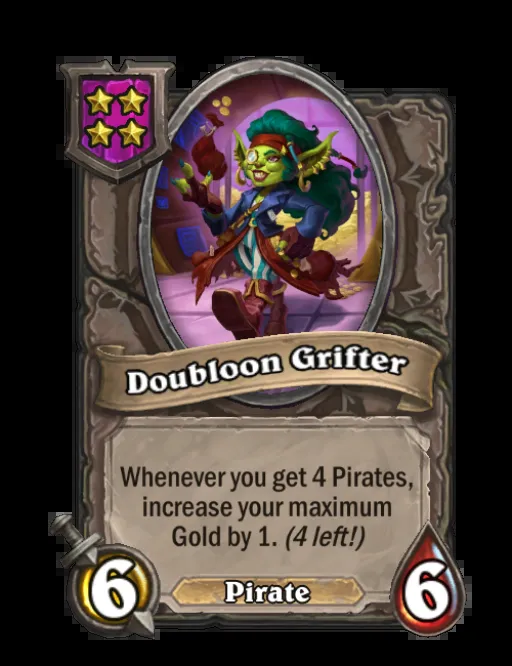 Doubloon Grifter
Whenever you get 4 Pirates,
increase your maximum
Gold by 1. (4 left!)
6
Pirate
6